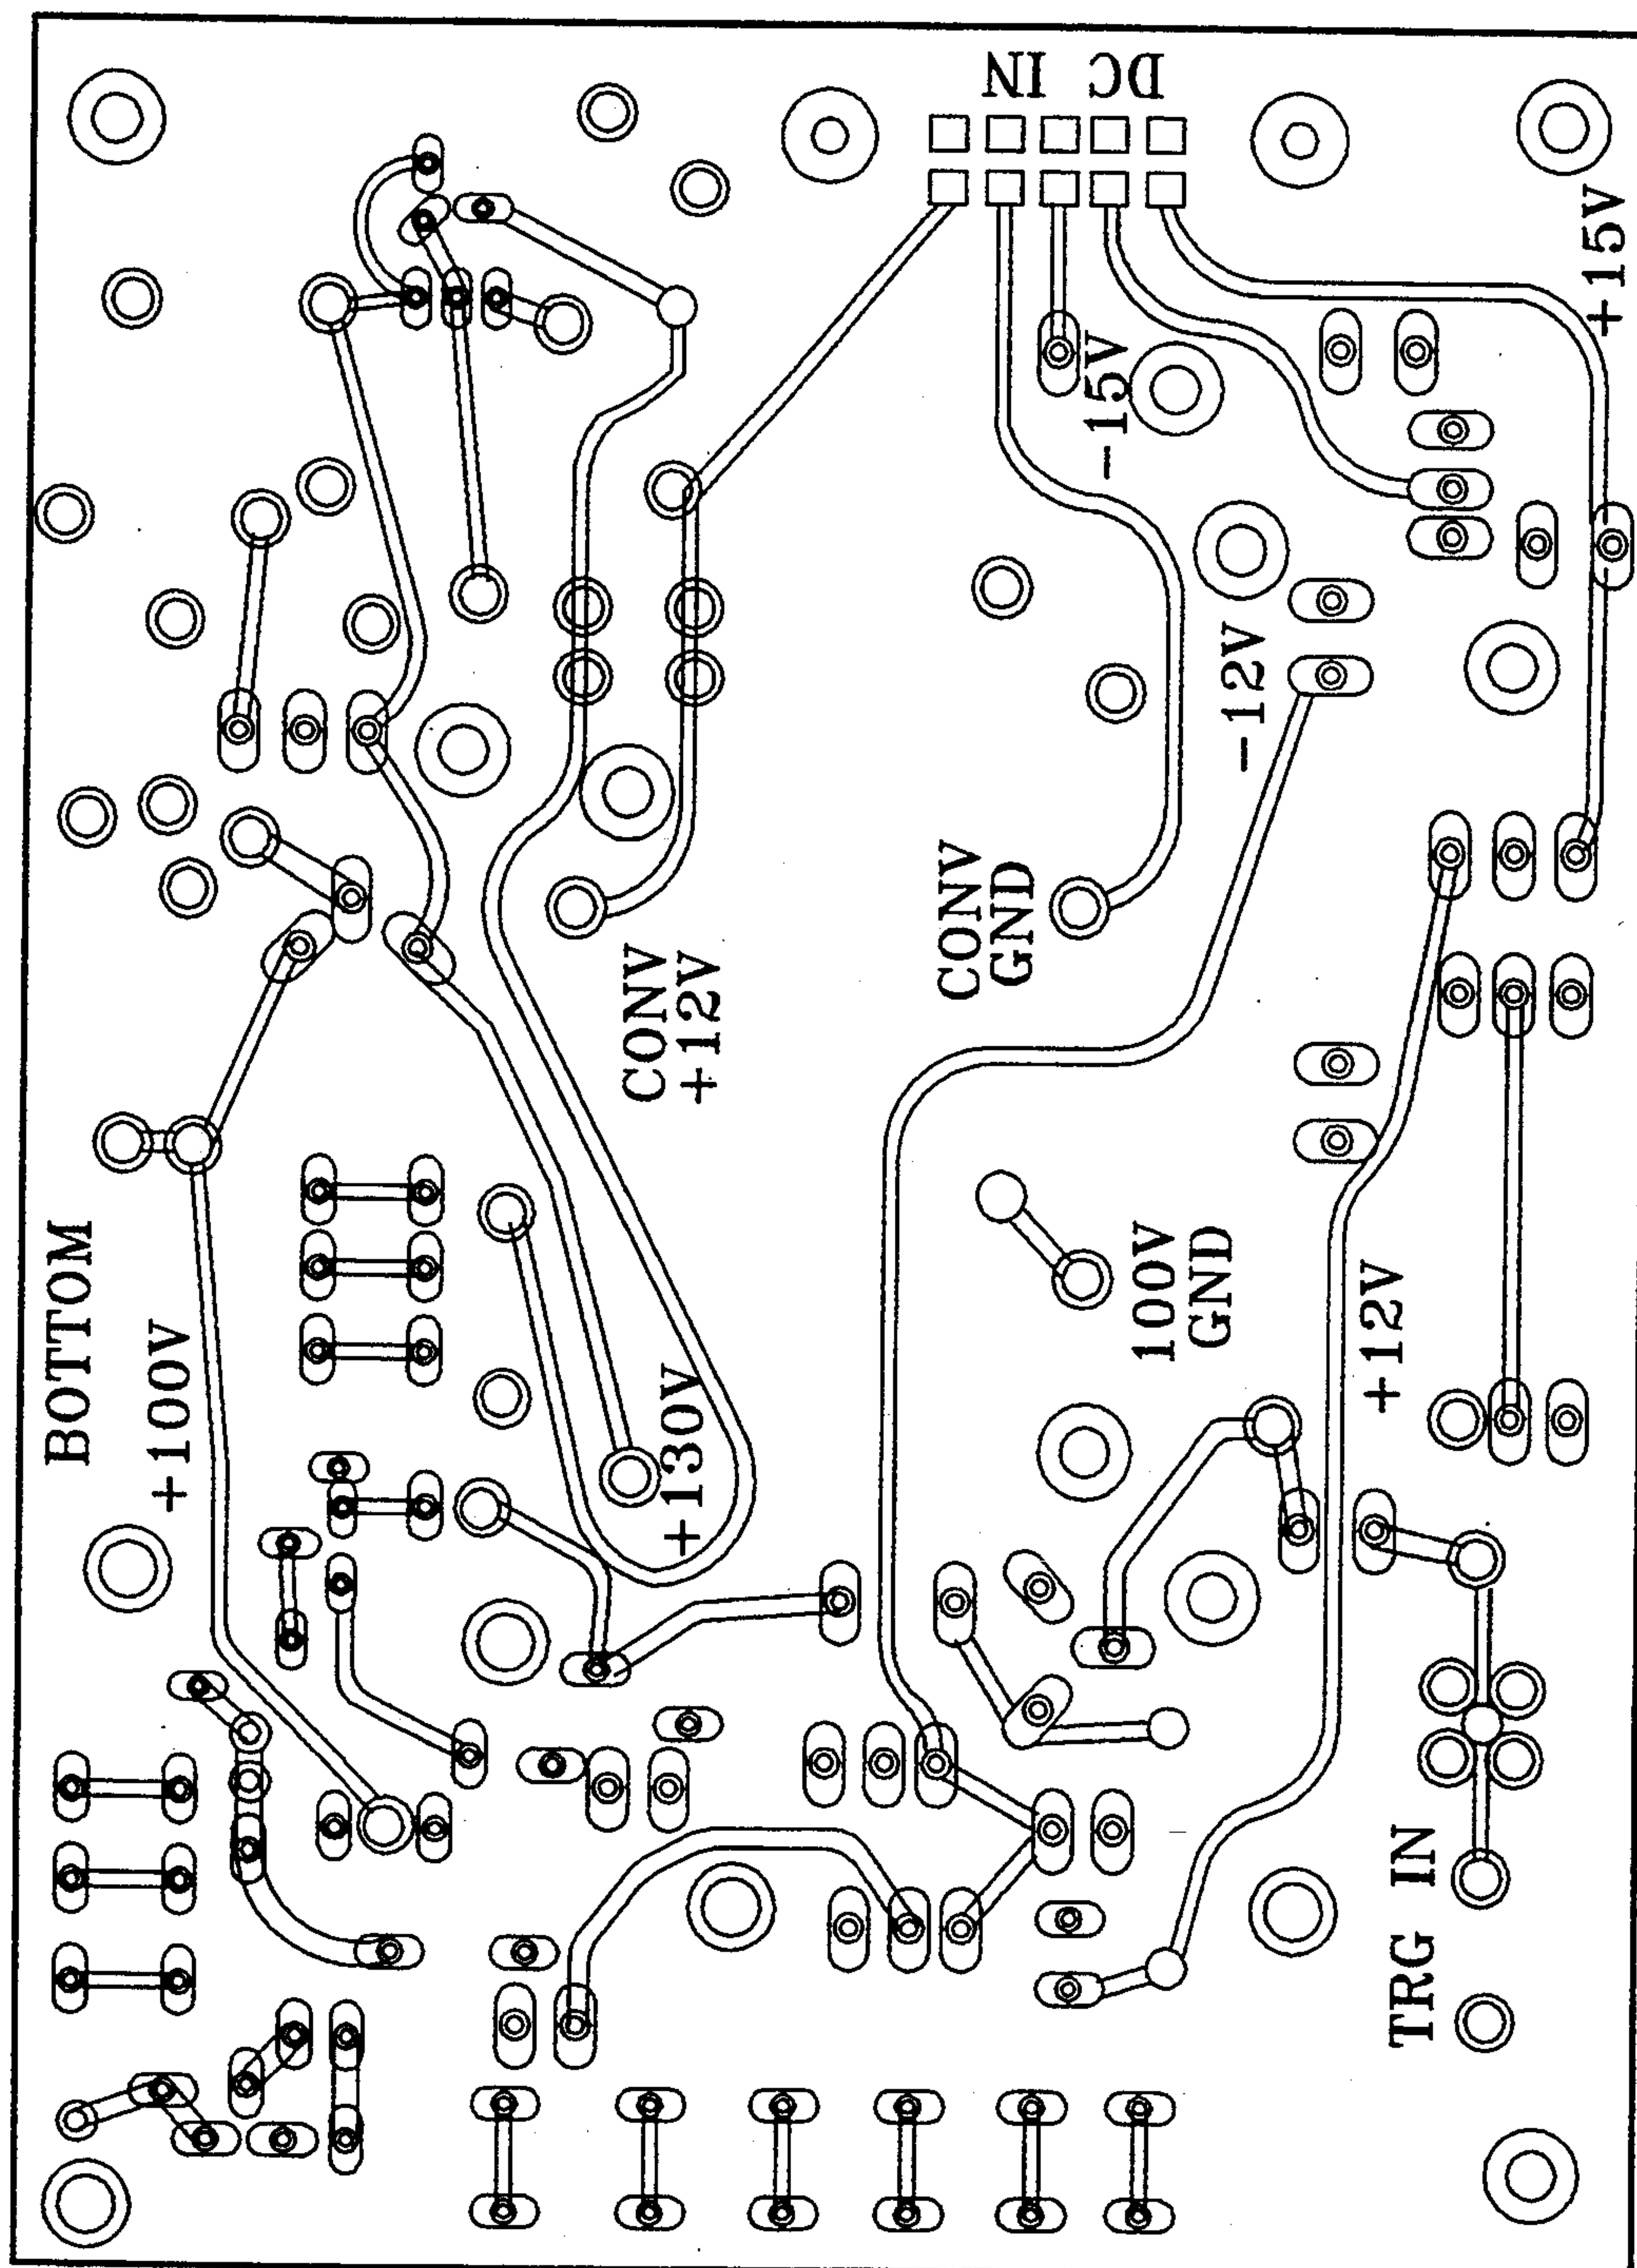 DC IN
+15V
-15V
-12V
CONV
GND
CONV
+12V
BOTTOM
+100V
100V
GND
+12V
+130V
TRG IN